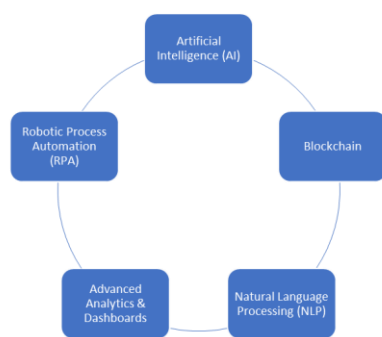 Artificial
Intelligence (AI)
Robotic Process
Automation
(RPA)
Blockchain
Advanced
Analytics &
Dashboards
Natural Language
Processing (NLP)